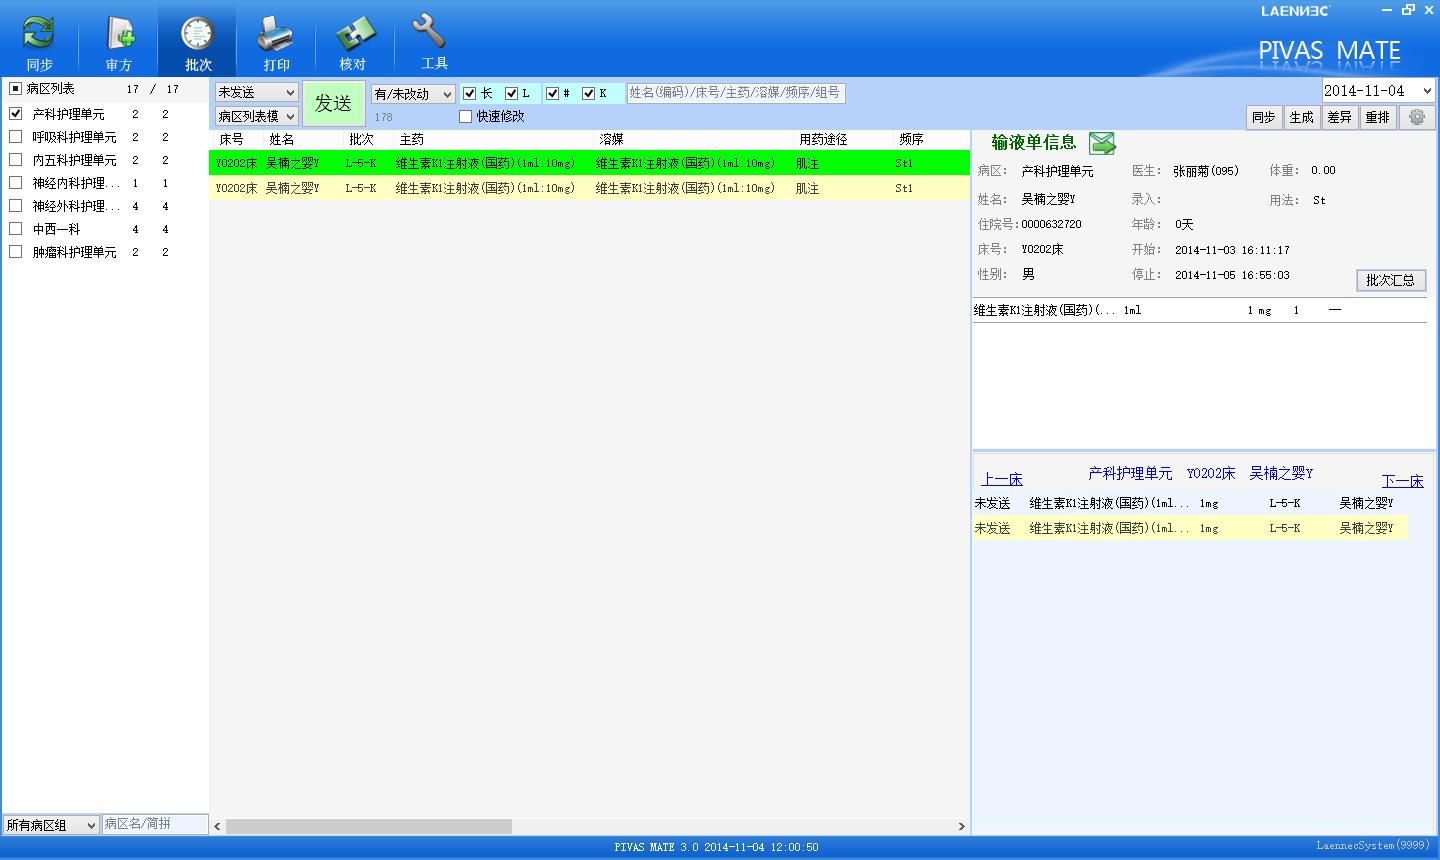 LAENNEC
同步 审方 批次 打印 核对 工具
PIVAS MATE
病区列表 17 / 17
未发送 发送 有/未改动 长 L # K 姓名(编码)/床号/主药/溶媒/频序/组号 2014-11-04
病区列表模 178 快速修改 同步 生成 差异 重排
产科护理单元 2 2
呼吸科护理单元 2 2
内五科护理单元 2 2
神经内科护理... 1 1
神经外科护理... 4 4
中西一科 4 4
肿瘤科护理单元 2 2
床号 姓名 批次 主药 溶媒 用药途径 频序
Y0202床 吴楠之婴Y L-5-K 维生素K1注射液(国药)(1ml:10mg) 维生素K1注射液(国药)(1ml:10mg) 肌注 St1
Y0202床 吴楠之婴Y L-5-K 维生素K1注射液(国药)(1ml:10mg) 维生素K1注射液(国药)(1ml:10mg) 肌注 St1
输液单信息
病区: 产科护理单元 医生: 张丽菊(095) 体重: 0.00
姓名: 吴楠之婴Y 录入: 用法: St
住院号:0000632720 年龄: 0天
床号: Y0202床 开始: 2014-11-03 16:11:17
性别: 男 停止: 2014-11-05 16:55:03
批次汇总
维生素K1注射液(国药)(... 1ml 1 mg 1 —
上一床 产科护理单元 Y0202床 吴楠之婴Y 下一床
未发送 维生素K1注射液(国药)(1ml... 1mg L-5-K 吴楠之婴Y
未发送 维生素K1注射液(国药)(1ml... 1mg L-5-K 吴楠之婴Y
所有病区组 病区名/简拼
PIVAS MATE 3.0 2014-11-04 12:00:50
LaennecSystem(9999)